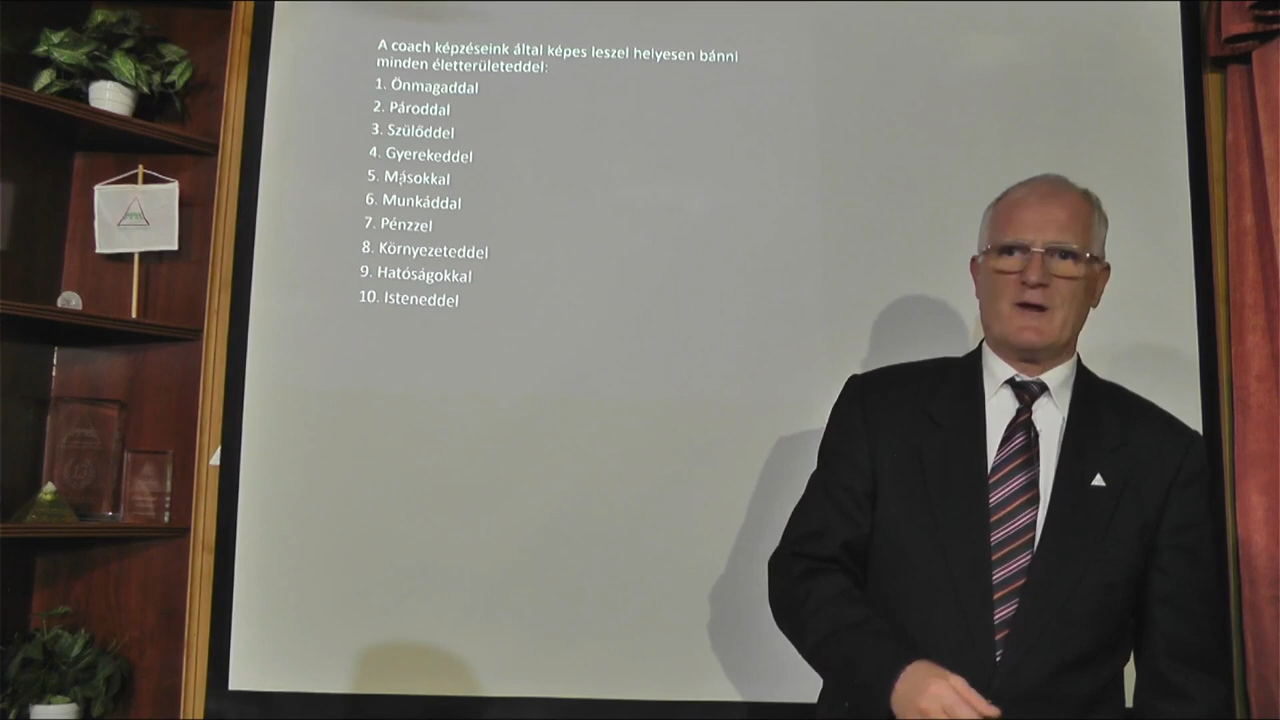 A coach képzéseink által képes leszel helyesen bánni
minden életterületeddel:
1. Önmagaddal
2. Pároddal
3. Szülőddel
4. Gyerekeddel
5. Másokkal
6. Munkáddal
7. Pénzzel
8. Környezeteddel
9. Hatóságokkal
10. Isteneddel
13